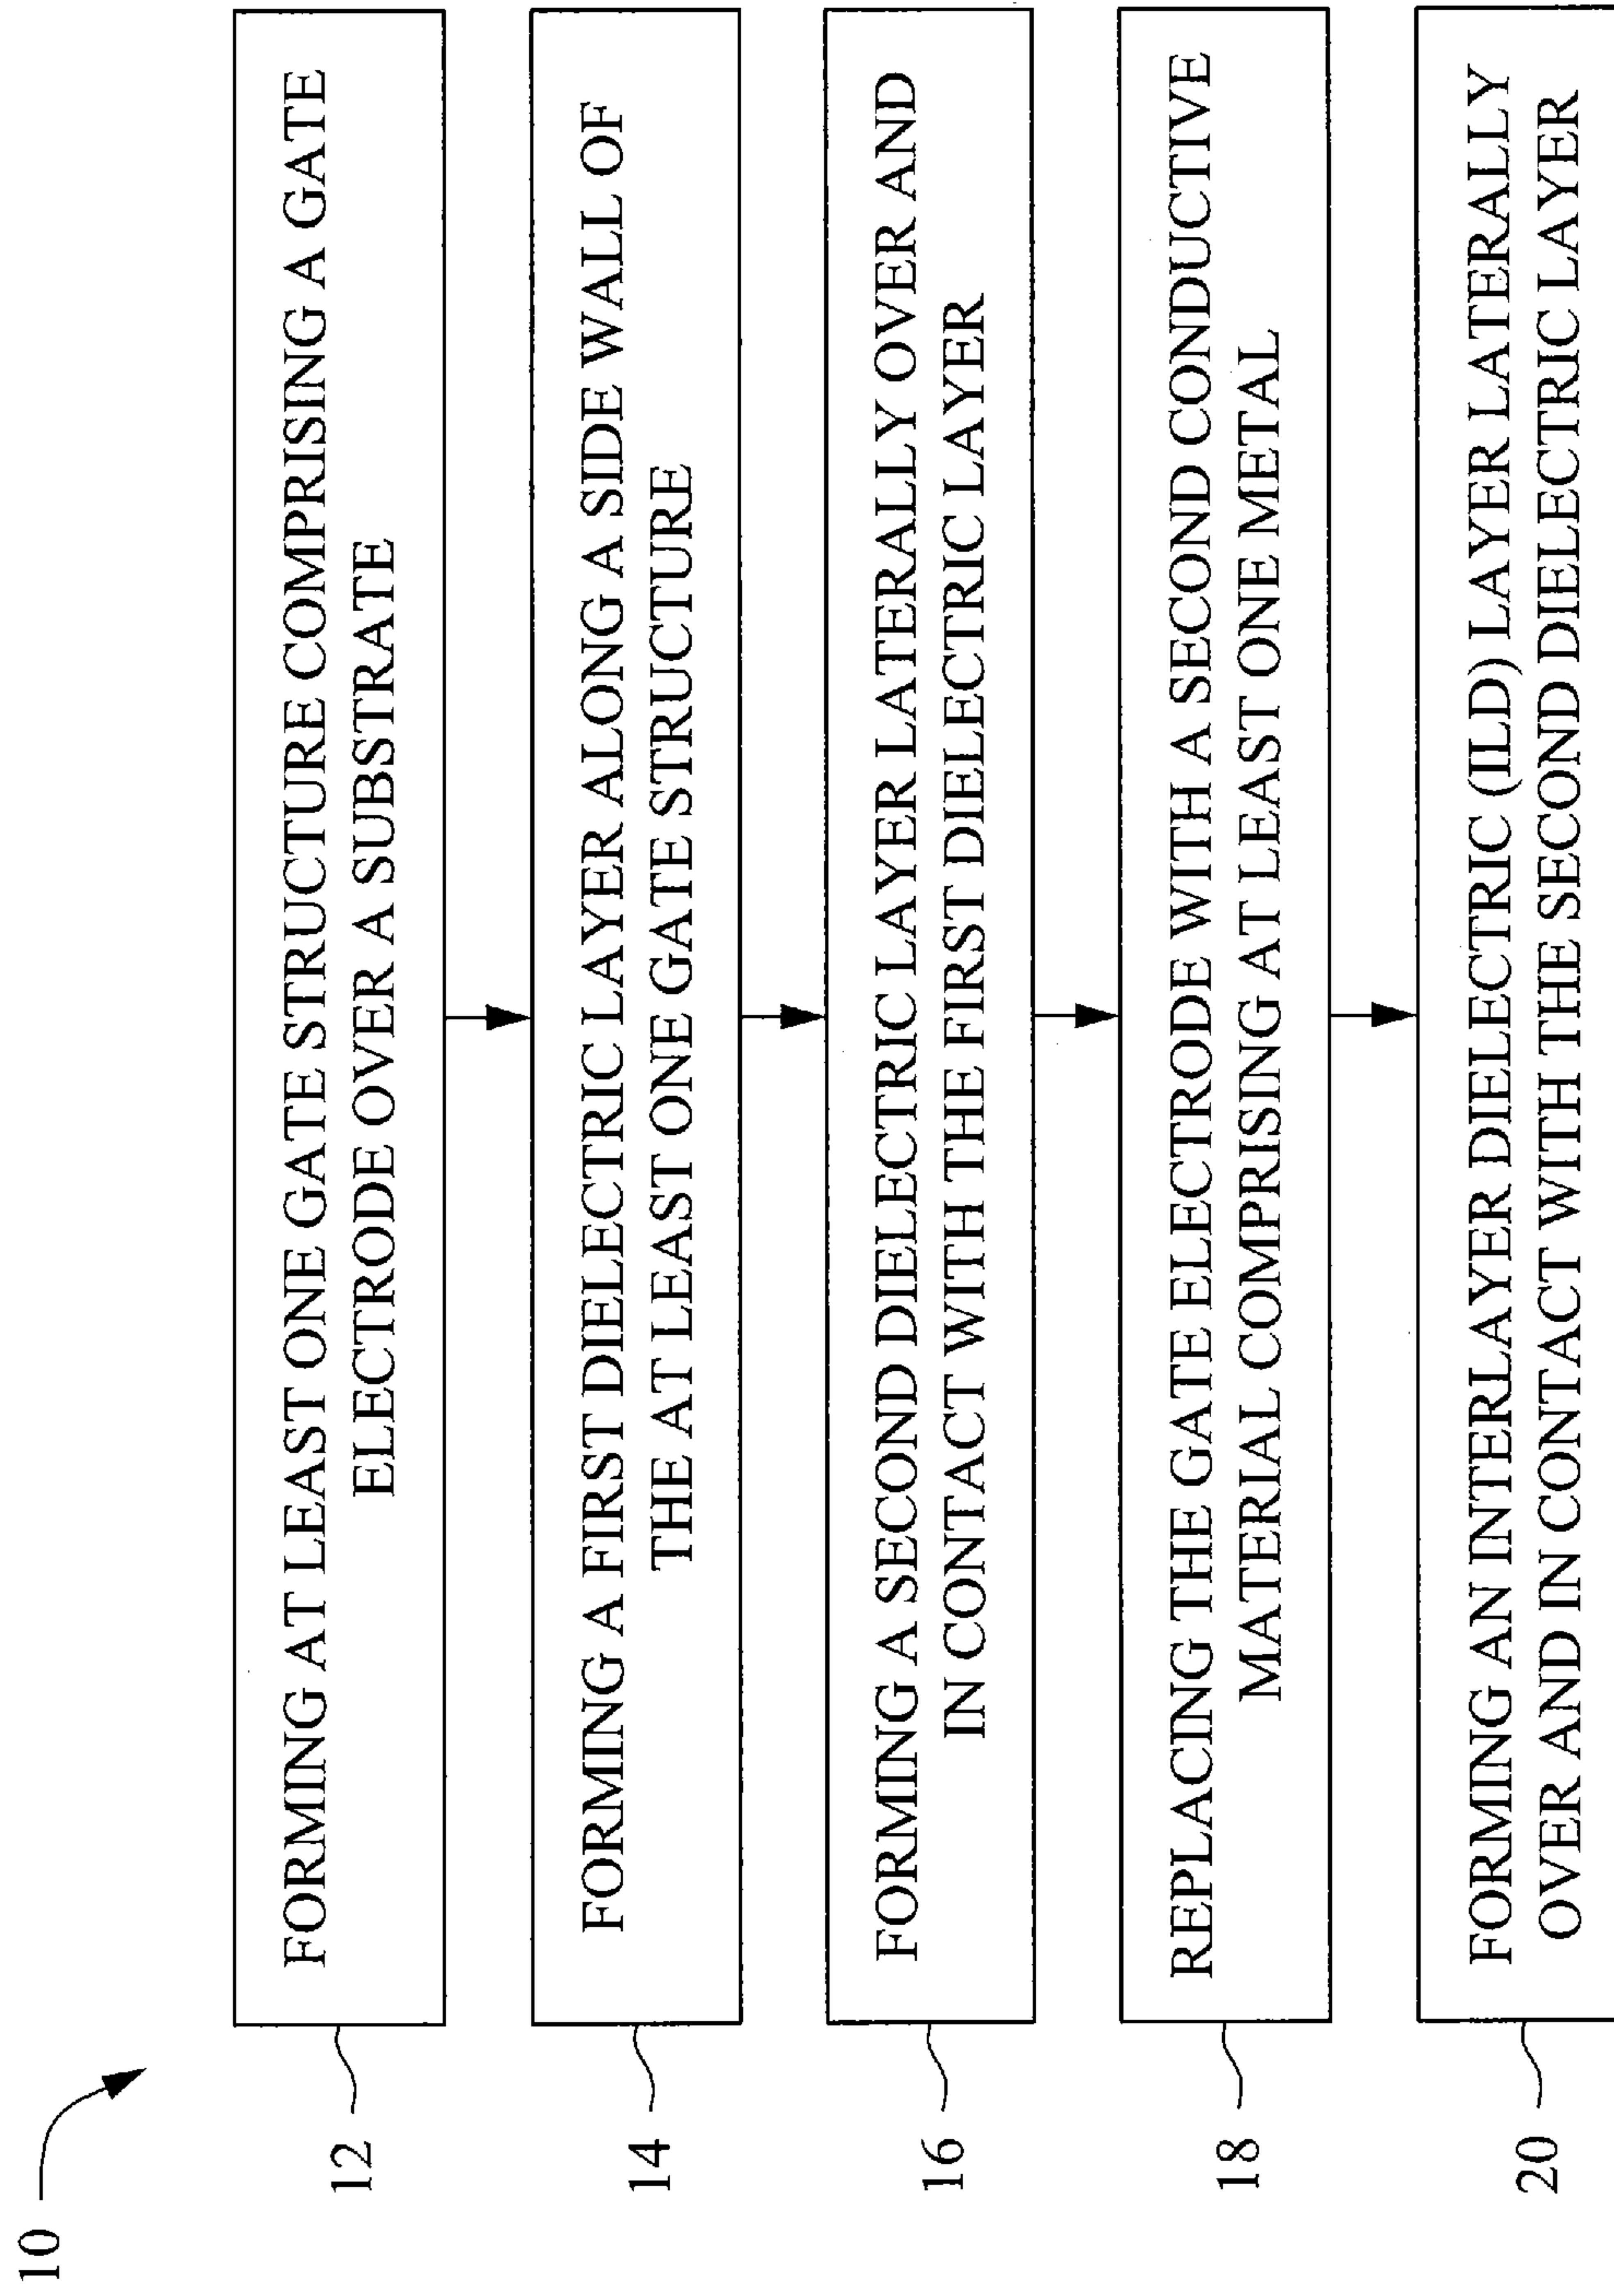 10
12
FORMING AT LEAST ONE GATE STRUCTURE COMPRISING A GATE
ELECTRODE OVER A SUBSTRATE
14
FORMING A FIRST DIELECTRIC LAYER ALONG A SIDE WALL OF
THE AT LEAST ONE GATE STRUCTURE
16
FORMING A SECOND DIELECTRIC LAYER LATERALLY OVER AND
IN CONTACT WITH THE FIRST DIELECTRIC LAYER
18
REPLACING THE GATE ELECTRODE WITH A SECOND CONDUCTIVE
MATERIAL COMPRISING AT LEAST ONE METAL
20
FORMING AN INTERLAYER DIELECTRIC (ILD) LAYER LATERALLY
OVER AND IN CONTACT WITH THE SECOND DIELECTRIC LAYER